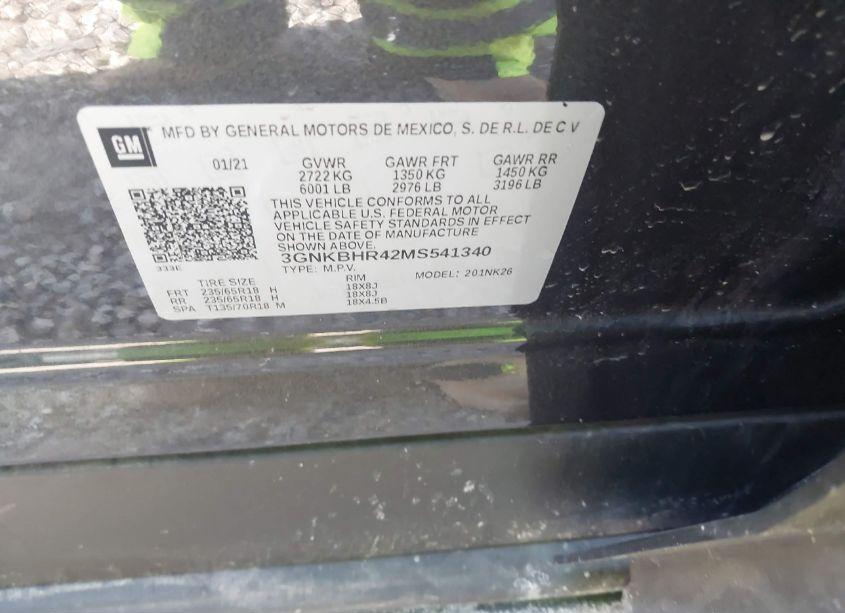 GM
MFD BY GENERAL MOTORS DE MEXICO, S. DE R.L. DE C V
01/21 GVWR GAWR FRT GAWR RR
2722 KG 1350 KG 1450 KG
6001 LB 2976 LB 3196 LB
THIS VEHICLE CONFORMS TO ALL
APPLICABLE U.S. FEDERAL MOTOR
VEHICLE SAFETY STANDARDS IN EFFECT
ON THE DATE OF MANUFACTURE
SHOWN ABOVE.
3GNKBHR42MS541340
333E TYPE: M.P.V. MODEL: 201NK26
TIRE SIZE RIM
FRT 235/65R18 H 18X8J
RR 235/65R18 H 18X8J
SPA T135/70R18 M 18X4.5B